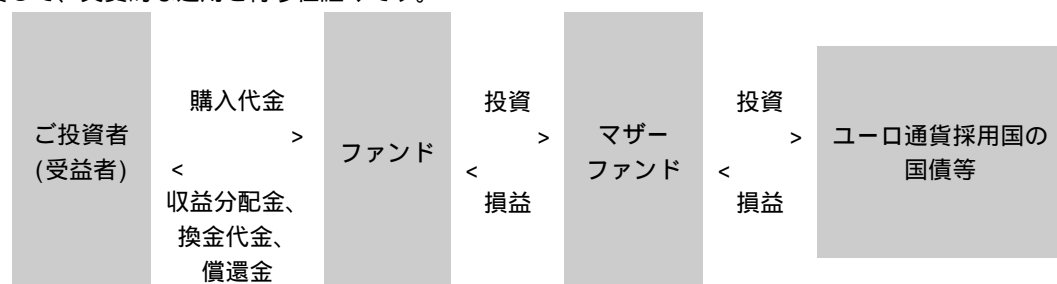 ご投資者
(受益者)
購入代金
>
<
収益分配金、
換金代金、
償還金
ファンド
投資
>
<
損益
マザー
ファンド
投資
>
<
損益
ユーロ通貨採用国の
国債等